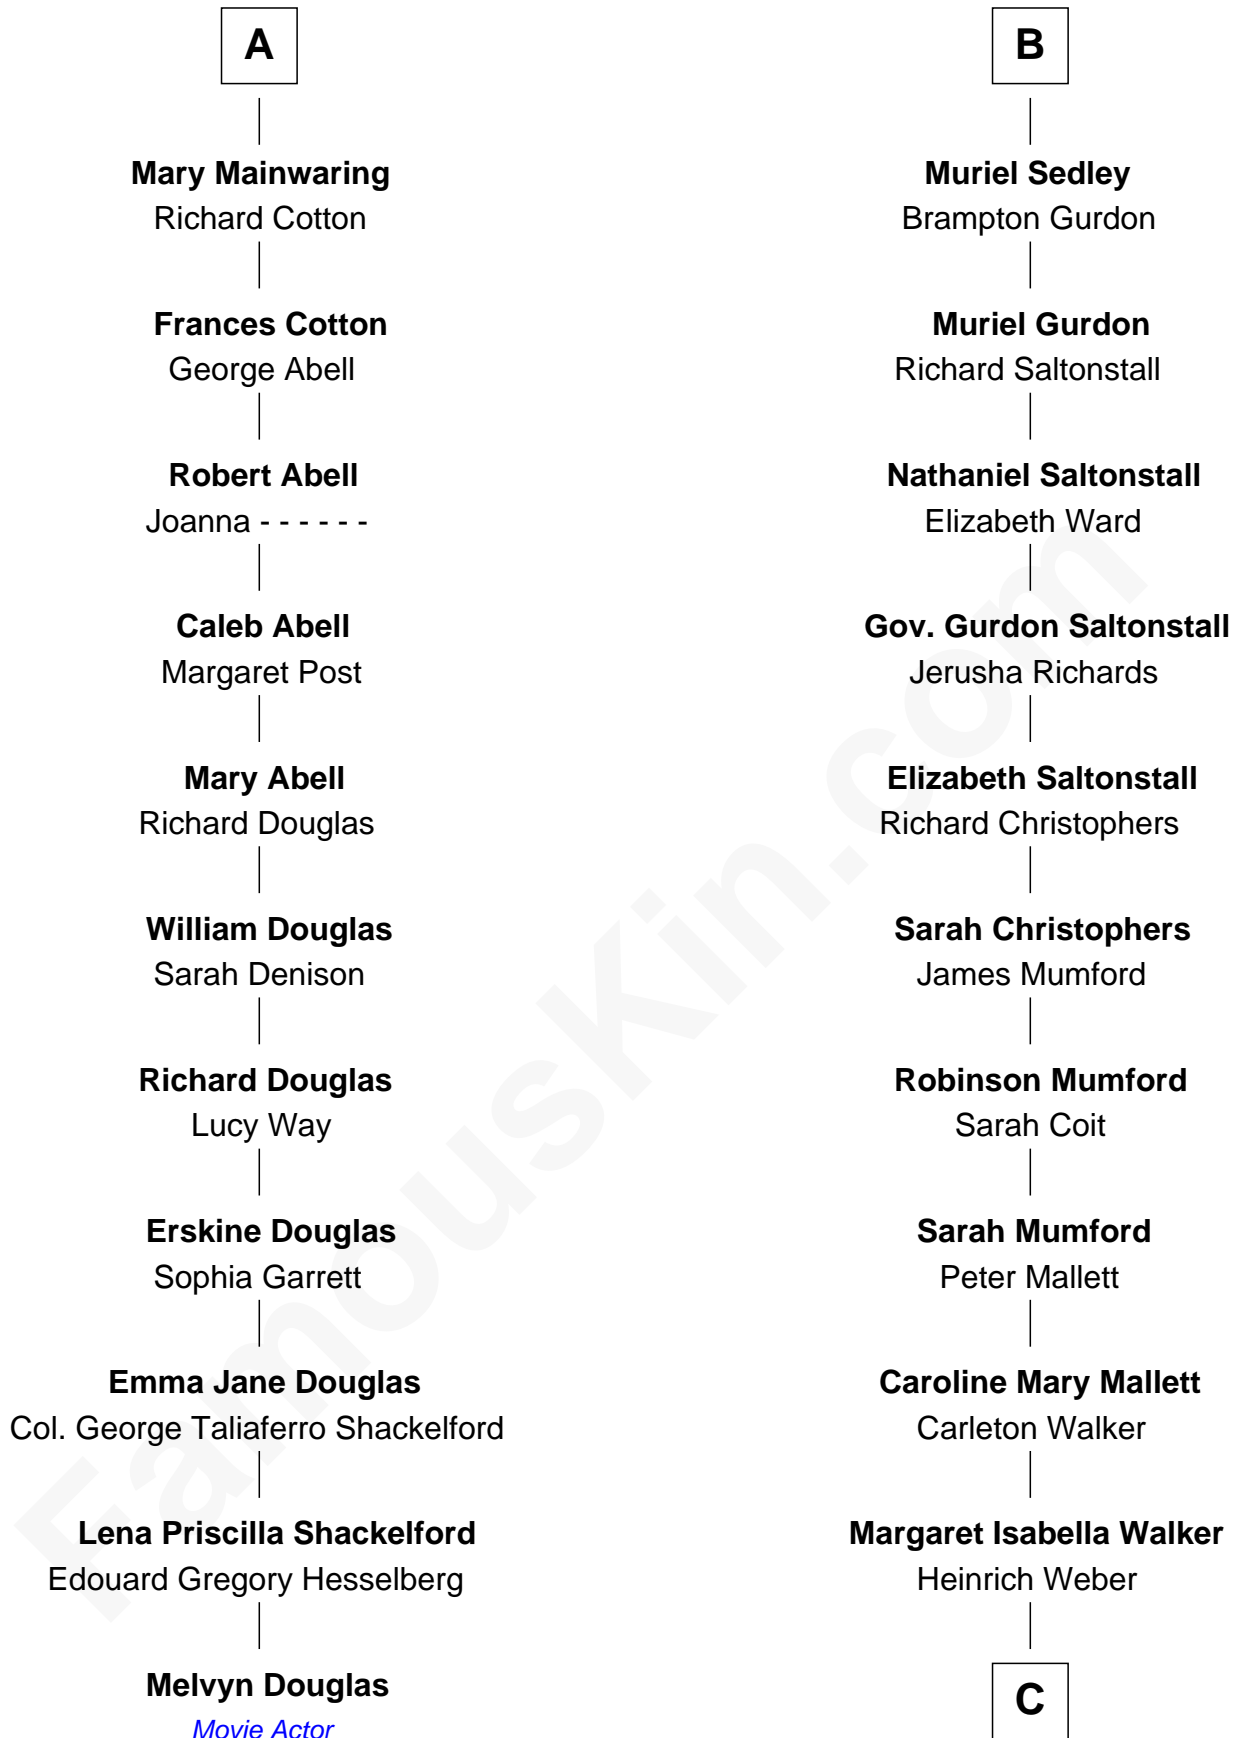 A
Mary Mainwaring
Richard Cotton
Frances Cotton
George Abell
Robert Abell
Joanna - - - - - -
Caleb Abell
Margaret Post
Mary Abell
Richard Douglas
William Douglas
Sarah Denison
Richard Douglas
Lucy Way
Erskine Douglas
Sophia Garrett
Emma Jane Douglas
Col. George Taliaferro Shackelford
Lena Priscilla Shackelford
Edouard Gregory Hesselberg
Melvyn Douglas
Movie Actor
B
Muriel Sedley
Brampton Gurdon
Muriel Gurdon
Richard Saltonstall
Nathaniel Saltonstall
Elizabeth Ward
Gov. Gurdon Saltonstall
Jerusha Richards
Elizabeth Saltonstall
Richard Christophers
Sarah Christophers
James Mumford
Robinson Mumford
Sarah Coit
Sarah Mumford
Peter Mallett
Caroline Mary Mallett
Carleton Walker
Margaret Isabella Walker
Heinrich Weber
C
FamousKin.com